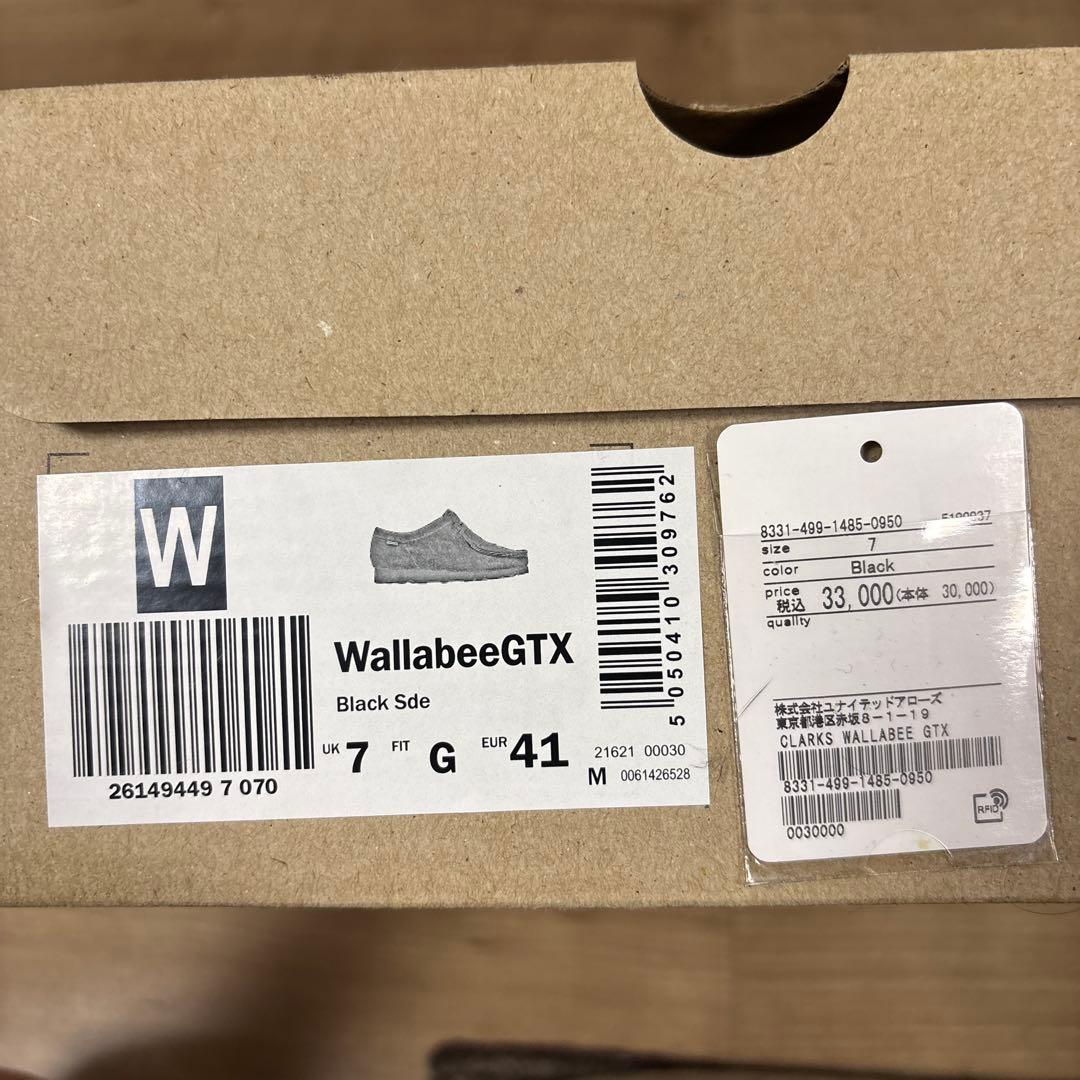 W
WallabeeGTX
Black Sde
UK 7 FIT G EUR 41
26149449 7 070
5 050410 309762
21621 00030
M 0061426528
8331-499-1485-0950
size 7
color Black
price
税込 33,000(本体 30,000)
quality
株式会社ユナイテッドアローズ
東京都港区赤坂8-1-19
CLARKS WALLABEE GTX
8331-499-1485-0950
RFID
0030000